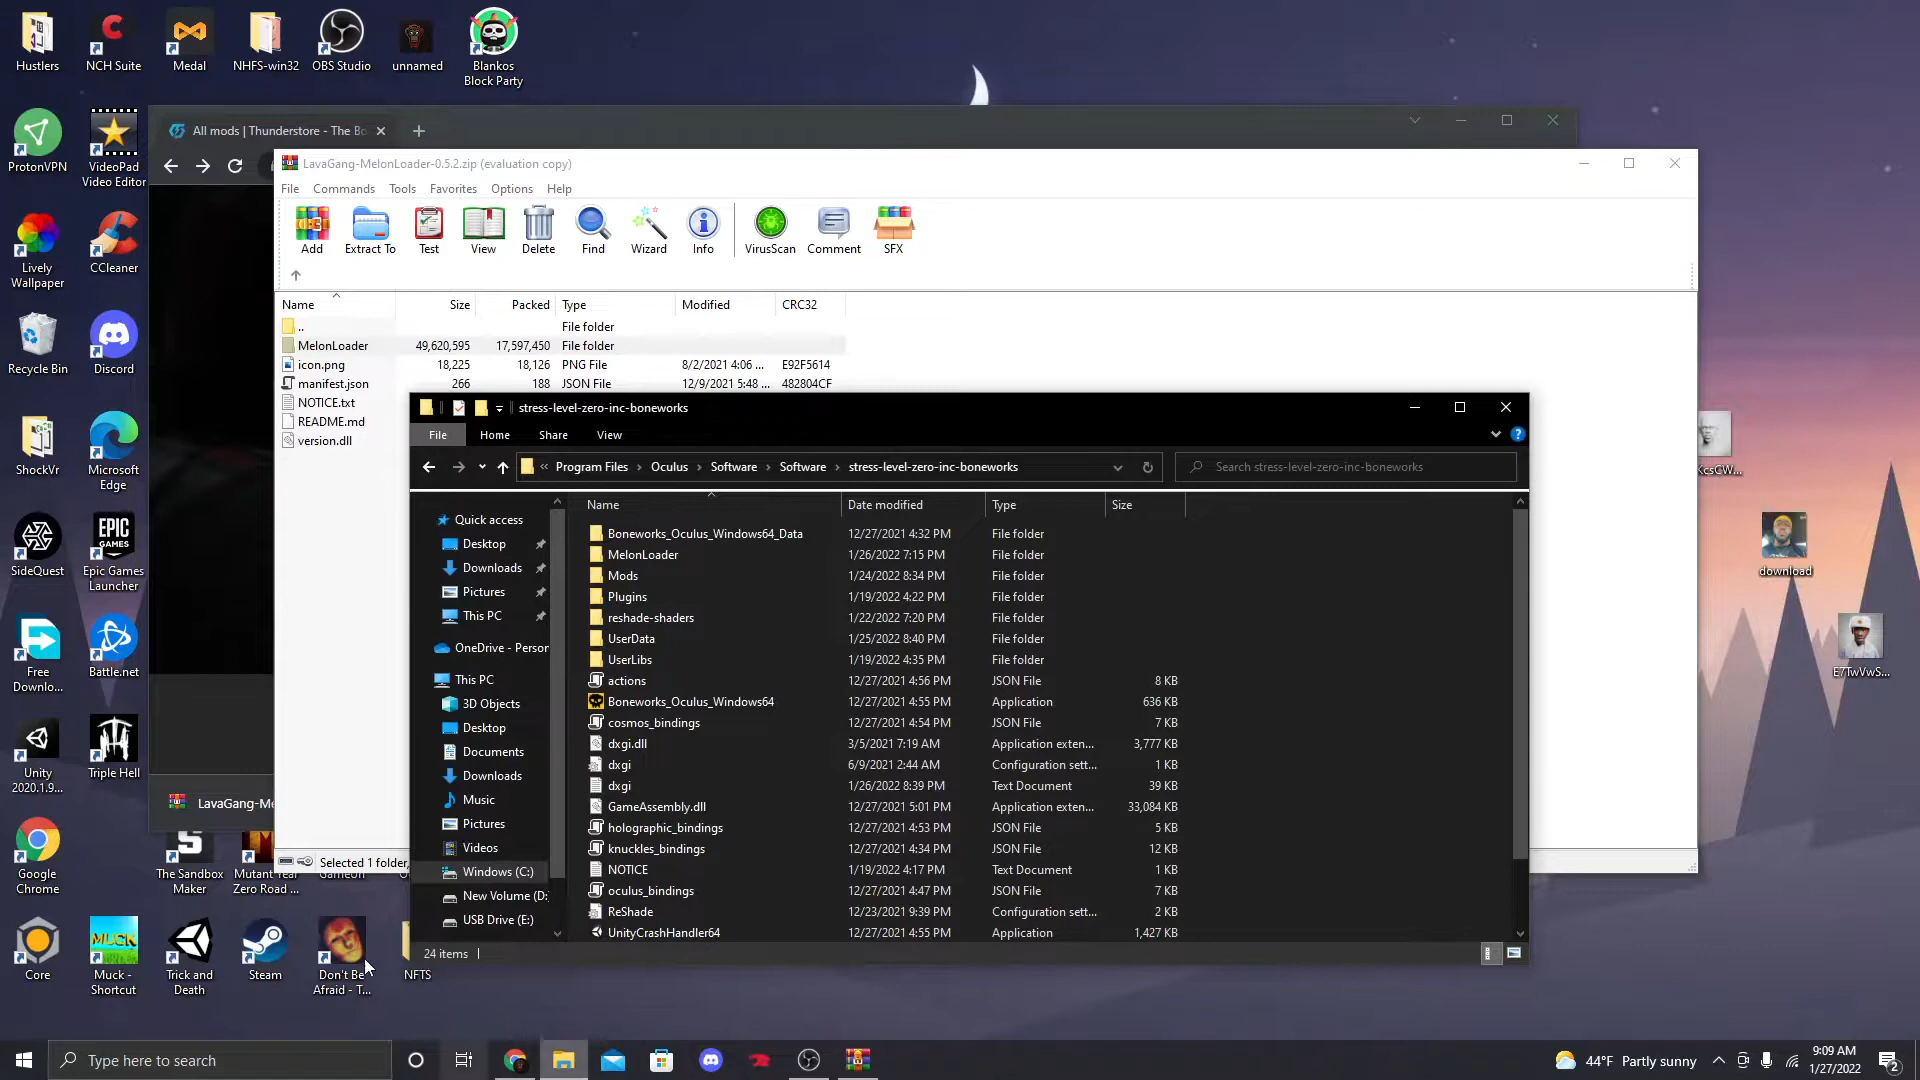 Hustlers
NCH Suite
Medal
NHFS-win32
OBS Studio
unnamed
Blankos
Block Party
ProtonVPN
VideoPad
Video Editor
Lively
Wallpaper
CCleaner
Recycle Bin
Discord
ShockVr
Microsoft
Edge
SideQuest
EPIC
GAMES
Epic Games
Launcher
Free
Downlo...
Battle.net
Unity
2020.1.9...
Triple Hell
Google
Chrome
The Sandbox
Maker
Mutant Year
Zero Road ...
Core
MUCK
Muck -
Shortcut
Trick and
Death
Steam
Don't Be
Afraid - T...
NFTS
KcsCW...
download
E7TwVwS...
All mods | Thunderstore - The Bo
LavaGang-Me
LavaGang-MelonLoader-0.5.2.zip (evaluation copy)
File Commands Tools Favorites Options Help
Add Extract To Test View Delete Find Wizard Info VirusScan Comment SFX
Name Size Packed Type Modified CRC32
.. File folder
MelonLoader 49,620,595 17,597,450 File folder
icon.png 18,225 18,126 PNG File 8/2/2021 4:06 ... E92F5614
manifest.json 266 188 JSON File 12/9/2021 5:48 ... 482804CF
NOTICE.txt
README.md
version.dll
Selected 1 folder,
stress-level-zero-inc-boneworks
File Home Share View
« Program Files › Oculus › Software › Software › stress-level-zero-inc-boneworks
Search stress-level-zero-inc-boneworks
Quick access
Desktop
Downloads
Pictures
This PC
OneDrive - Person
This PC
3D Objects
Desktop
Documents
Downloads
Music
Pictures
Videos
Windows (C:)
New Volume (D:
USB Drive (E:)
Name Date modified Type Size
Boneworks_Oculus_Windows64_Data 12/27/2021 4:32 PM File folder
MelonLoader 1/26/2022 7:15 PM File folder
Mods 1/24/2022 8:34 PM File folder
Plugins 1/19/2022 4:22 PM File folder
reshade-shaders 1/22/2022 7:20 PM File folder
UserData 1/25/2022 8:40 PM File folder
UserLibs 1/19/2022 4:35 PM File folder
actions 12/27/2021 4:56 PM JSON File 8 KB
Boneworks_Oculus_Windows64 12/27/2021 4:55 PM Application 636 KB
cosmos_bindings 12/27/2021 4:54 PM JSON File 7 KB
dxgi.dll 3/5/2021 7:19 AM Application exten... 3,777 KB
dxgi 6/9/2021 2:44 AM Configuration sett... 1 KB
dxgi 1/26/2022 8:39 PM Text Document 39 KB
GameAssembly.dll 12/27/2021 5:01 PM Application exten... 33,084 KB
holographic_bindings 12/27/2021 4:53 PM JSON File 5 KB
knuckles_bindings 12/27/2021 4:34 PM JSON File 12 KB
NOTICE 1/19/2022 4:17 PM Text Document 1 KB
oculus_bindings 12/27/2021 4:47 PM JSON File 7 KB
ReShade 12/23/2021 9:39 PM Configuration sett... 2 KB
UnityCrashHandler64 12/27/2021 4:55 PM Application 1,427 KB
24 items
Type here to search
44°F Partly sunny
9:09 AM
1/27/2022
2